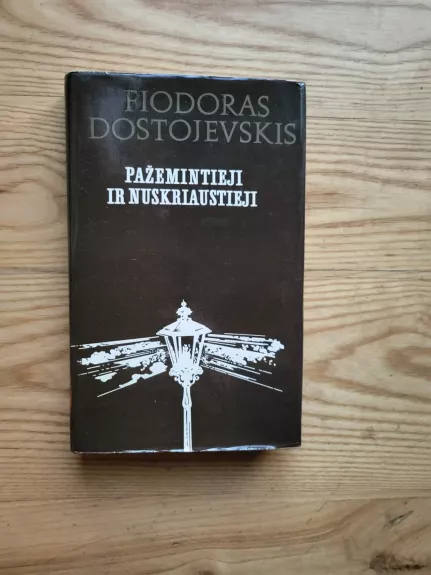 FIODORAS
DOSTOJEVSKIS
PAŽEMINTIEJI
IR NUSKRIAUSTIEJI